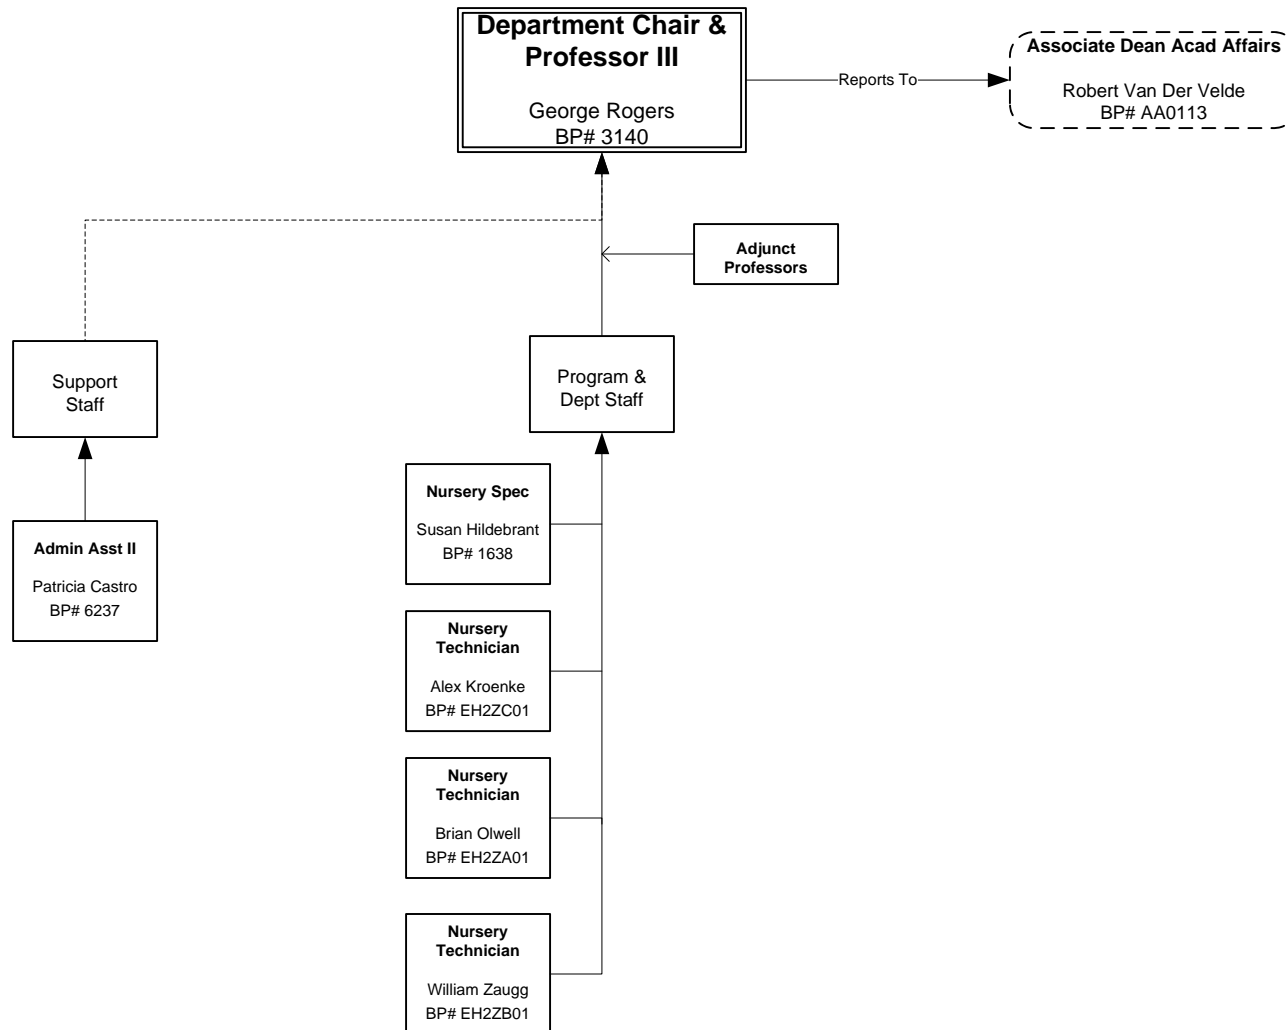 Department Chair &
Professor III
George Rogers
BP# 3140
Reports To
Associate Dean Acad Affairs
Robert Van Der Velde
BP# AA0113
Adjunct
Professors
Support
Staff
Program &
Dept Staff
Admin Asst II
Patricia Castro
BP# 6237
Nursery Spec
Susan Hildebrant
BP# 1638
Nursery
Technician
Alex Kroenke
BP# EH2ZC01
Nursery
Technician
Brian Olwell
BP# EH2ZA01
Nursery
Technician
William Zaugg
BP# EH2ZB01